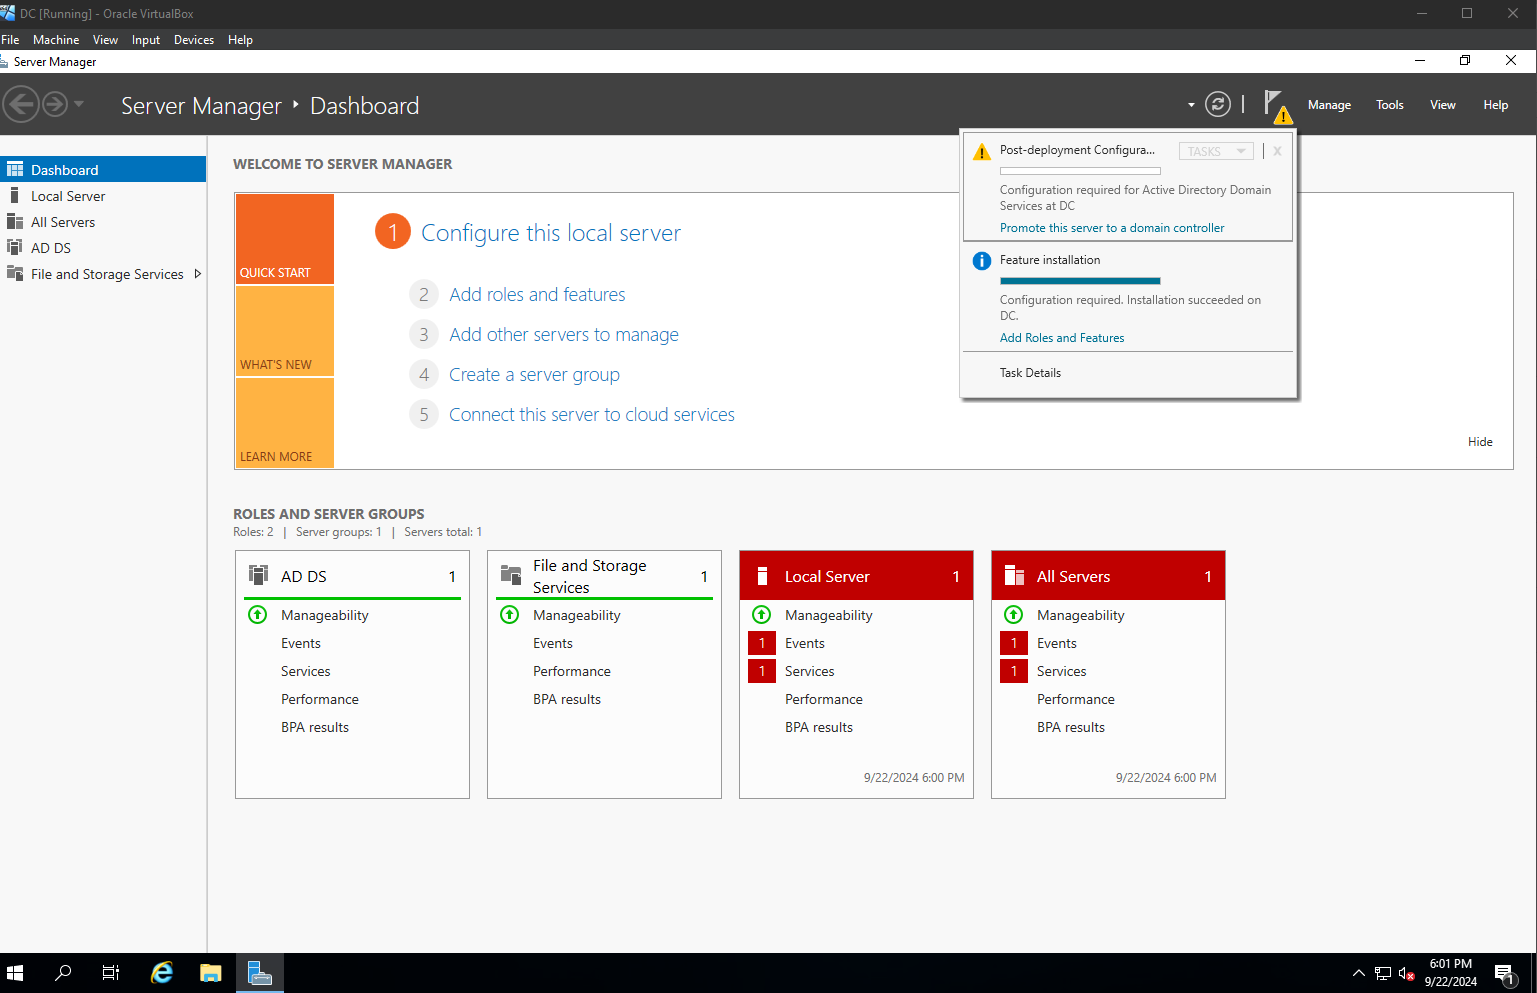 DC [Running] - Oracle VirtualBox
File Machine View Input Devices Help
Server Manager
Server Manager ‣ Dashboard
Manage Tools View Help
Dashboard
Local Server
All Servers
AD DS
File and Storage Services
WELCOME TO SERVER MANAGER
QUICK START
WHAT'S NEW
LEARN MORE
1 Configure this local server
2 Add roles and features
3 Add other servers to manage
4 Create a server group
5 Connect this server to cloud services
Hide
Post-deployment Configura... TASKS X
Configuration required for Active Directory Domain
Services at DC
Promote this server to a domain controller
Feature installation
Configuration required. Installation succeeded on
DC.
Add Roles and Features
Task Details
ROLES AND SERVER GROUPS
Roles: 2 | Server groups: 1 | Servers total: 1
AD DS 1
Manageability
Events
Services
Performance
BPA results
File and Storage
Services 1
Manageability
Events
Performance
BPA results
Local Server 1
Manageability
1 Events
1 Services
Performance
BPA results
9/22/2024 6:00 PM
All Servers 1
Manageability
1 Events
1 Services
Performance
BPA results
9/22/2024 6:00 PM
6:01 PM
9/22/2024
1